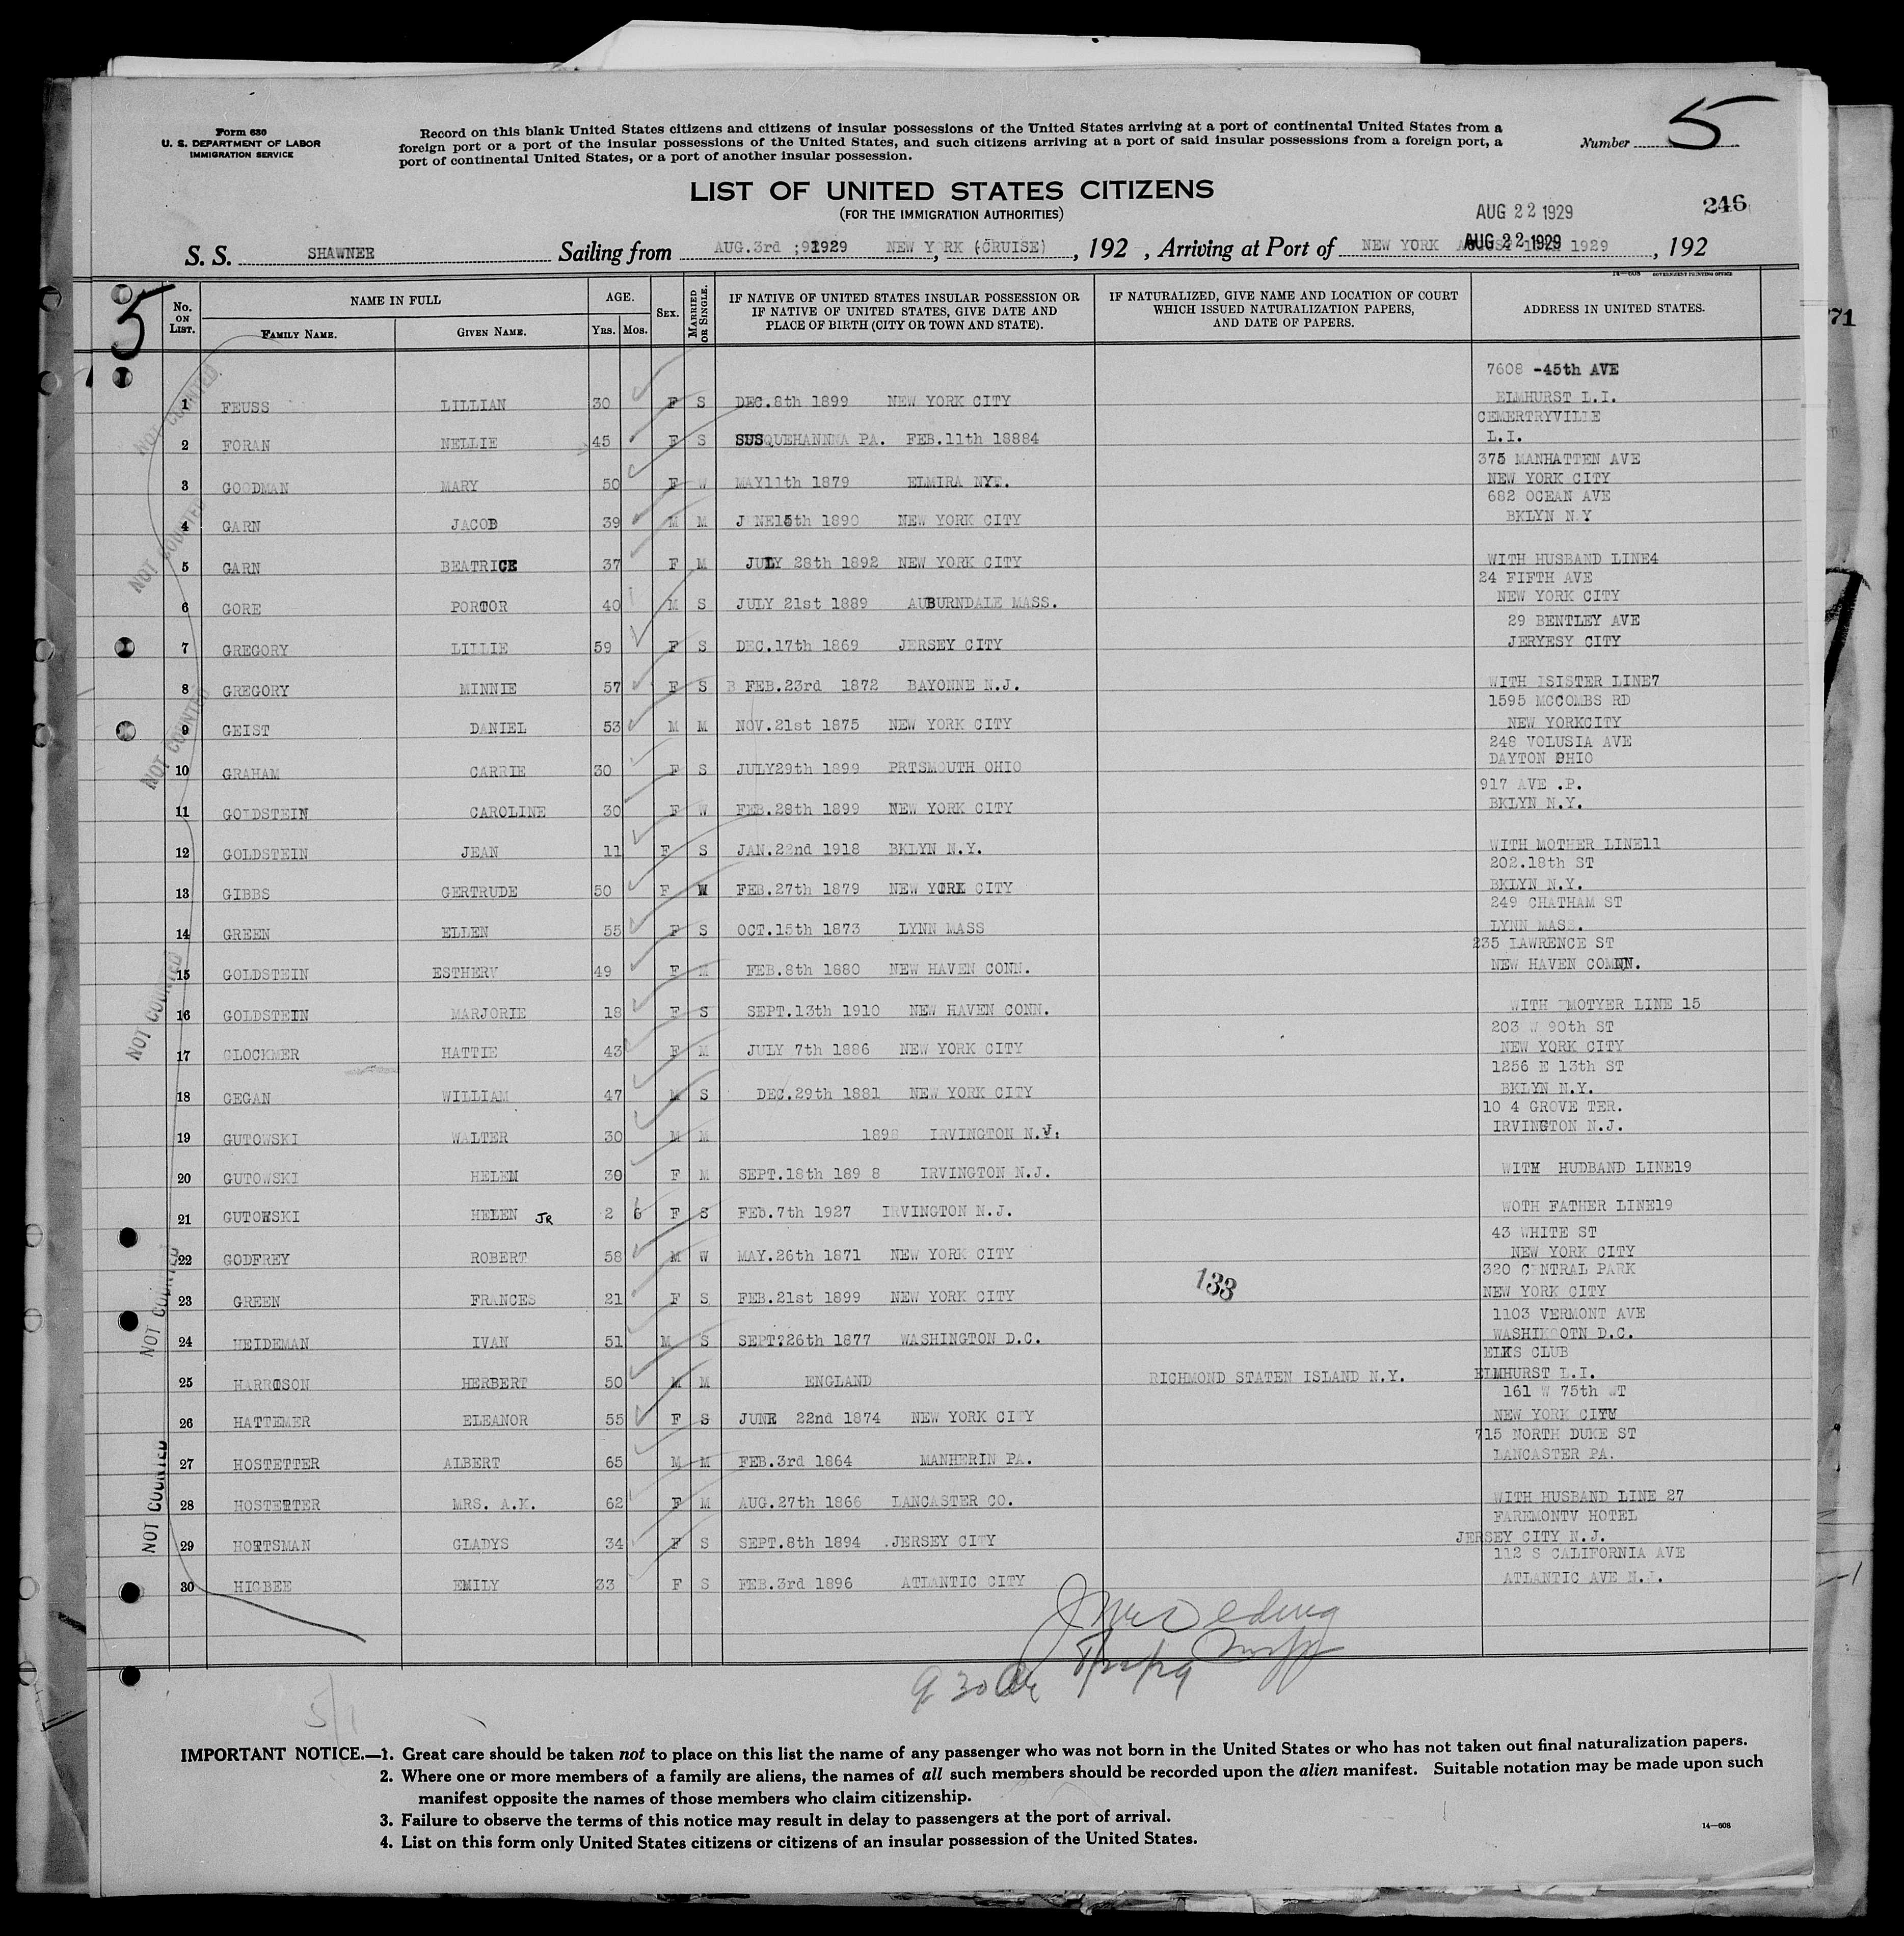 Form 630
U. S. DEPARTMENT OF LABOR
IMMIGRATION SERVICE
Record on this blank United States citizens and citizens of insular possessions of the United States arriving at a port of continental United States from a
foreign port or a port of the insular possessions of the United States, and such citizens arriving at a port of said insular possessions from a foreign port, a
port of continental United States, or a port of another insular possession.
Number 5
LIST OF UNITED STATES CITIZENS
(FOR THE IMMIGRATION AUTHORITIES)
AUG 22 1929
246
S. S. SHAWNEE Sailing from AUG.3rd 1929 NEW Y RK (CRUISE), 192 , Arriving at Port of NEW YORK AUG 22 1929 1929, 192
14—608 GOVERNMENT PRINTING OFFICE
5
71
No. ON LIST.
NAME IN FULL
FAMILY NAME. GIVEN NAME.
AGE.
YRS. MOS.
SEX.
MARRIED OR SINGLE.
IF NATIVE OF UNITED STATES INSULAR POSSESSION OR
IF NATIVE OF UNITED STATES, GIVE DATE AND
PLACE OF BIRTH (CITY OR TOWN AND STATE).
IF NATURALIZED, GIVE NAME AND LOCATION OF COURT
WHICH ISSUED NATURALIZATION PAPERS,
AND DATE OF PAPERS.
ADDRESS IN UNITED STATES.
7608 -45th AVE
1 FEUSS LILLIAN 30 F S DEC.8th 1899 NEW YORK CITY ELMHURST L.I.
CEMERTRYVILIE
2 FORAN NELLIE 45 F S SUSQUEHANNNA PA. FEB.11th 18884 L.I.
375 MANHATTEN AVE
3 GOODMAN MARY 50 F W MAY11th 1879 ELMIRA NY. NEW YORK CITY
682 OCEAN AVE
4 GARN JACOB 39 M M J NE15th 1890 NEW YORK CITY BKLYN N.Y
5 GARN BEATRICE 37 F M JULY 28th 1892 NEW YORK CITY WITH HUSBAND LINE4
24 FIFTH AVE
6 GORE PORTOR 40 M S JULY 21st 1889 AUBURNDALE MASS. NEW YORK CITY
29 BENTLEY AVE
7 GREGORY LILLIE 59 F S DEC.17th 1869 JERSEY CITY JERYESY CITY
8 GREGORY MINNIE 57 F S B FEB.23rd 1872 BAYONNE N.J. WITH ISISTER LINE7
1595 MCCOMBS RD
9 GEIST DANIEL 53 M M NOV.21st 1875 NEW YORK CITY NEW YORKCITY
248 VOLUSIA AVE
10 GRAHAM CARRIE 30 F S JULY29th 1899 PRTSMOUTH OHIO DAYTON OHIO
917 AVE .P.
11 GOLDSTEIN CAROLINE 30 F W FEB.28th 1899 NEW YORK CITY BKLYN N.Y.
12 GOLDSTEIN JEAN 11 F S JAN.22nd 1918 BKLYN N.Y. WITH MOTHER LINE11
202.18th ST
13 GIBBS GERTRUDE 50 F W FEB.27th 1879 NEW YORK CITY BKLYN N.Y.
249 CHATHAM ST
14 GREEN ELLEN 55 F S OCT.15th 1873 LYNN MASS LYNN MASS.
235 LAWRENCE ST
15 GOLDSTEIN ESTHERV 49 F M FEB.8th 1880 NEW HAVEN CONN. NEW HAVEN CONN.
16 GOLDSTEIN MARJORIE 18 F S SEPT.13th 1910 NEW HAVEN CONN. WITH MOTYER LINE 15
203 W 90th ST
17 GLOCKMER HATTIE 43 F M JULY 7th 1886 NEW YORK CITY NEW YORK CITY
1256 E 13th ST
18 GEGAN WILLIAM 47 M S DEC.29th 1881 NEW YORK CITY BKLYN N.Y.
10 4 GROVE TER.
19 GUTOWSKI WALTER 30 M M 1898 IRVINGTON N.J. IRVINGTON N.J.
20 GUTOWSKI HELEN 30 F M SEPT.18th 189 8 IRVINGTON N.J. WITH HUDBAND LINE19
21 GUTOWSKI HELEN JR 2 6 F S FEB.7th 1927 IRVINGTON N.J. WOTH FATHER LINE19
43 WHITE ST
22 GODFREY ROBERT 58 M W MAY.26th 1871 NEW YORK CITY NEW YORK CITY
320 CENTRAL PARK
23 GREEN FRANCES 21 F S FEB.21st 1899 NEW YORK CITY NEW YORK CITY
133
1103 VERMONT AVE
24 HEIDEMAN IVAN 51 M S SEPT?26th 1877 WASHINGTON D.C. WASHINGOTN D.C.
ELKS CLUB
25 HARRISON HERBERT 50 M M ENGLAND RICHMOND STATEN ISLAND N.Y. ELMHURST L.I.
161 W 75th WT
26 HATTEMER ELEANOR 55 F S JUNE 22nd 1874 NEW YORK CITY NEW YORK CITY
715 NORTH DUKE ST
27 HOSTETTER ALBERT 65 M M FEB.3rd 1864 MANHERIN PA. LANCASTER PA.
28 HOSTETTER MRS. A.K. 62 F M AUG.27th 1866 LANCASTER CO. WITH HUSBAND LINE 27
FAREMONTV HOTEL
29 HORTSMAN GLADYS 34 F S SEPT.8th 1894 .JERSEY CITY JERSEY CITY N.J.
112 S CALIFORNIA AVE
30 HIGBEE EMILY 33 F S FEB.3rd 1896 ATLANTIC CITY ATLANTIC AVE N.J.
NOT COUNTED
NOT COUNTED
NOT COUNTED
NOT COUNTED
NOT COUNTED
NOT COUNTED
8/22/29
9 30
5/1
IMPORTANT NOTICE.—1. Great care should be taken not to place on this list the name of any passenger who was not born in the United States or who has not taken out final naturalization papers.
2. Where one or more members of a family are aliens, the names of all such members should be recorded upon the alien manifest. Suitable notation may be made upon such
manifest opposite the names of those members who claim citizenship.
3. Failure to observe the terms of this notice may result in delay to passengers at the port of arrival.
4. List on this form only United States citizens or citizens of an insular possession of the United States.
14—608